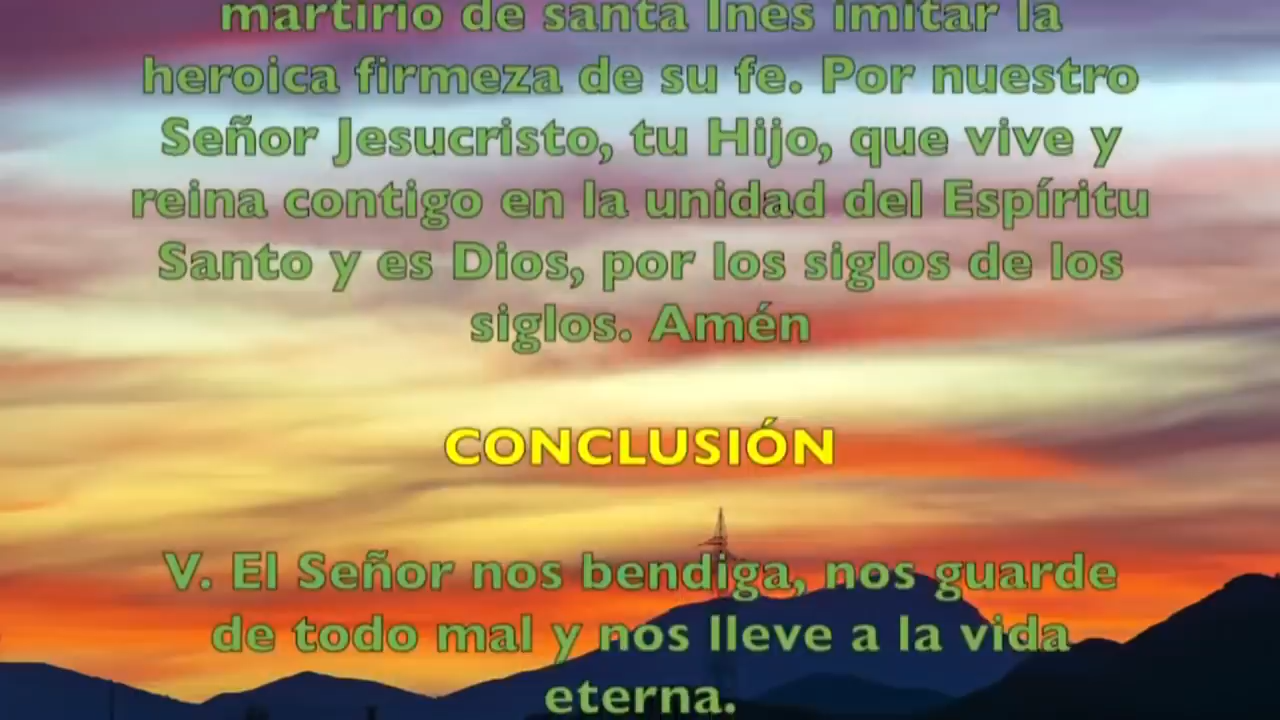 martirio de santa Inés imitar la
heroica firmeza de su fe. Por nuestro
Señor Jesucristo, tu Hijo, que vive y
reina contigo en la unidad del Espíritu
Santo y es Dios, por los siglos de los
siglos. Amén
CONCLUSIÓN
V. El Señor nos bendiga, nos guarde
de todo mal y nos lleve a la vida
eterna.